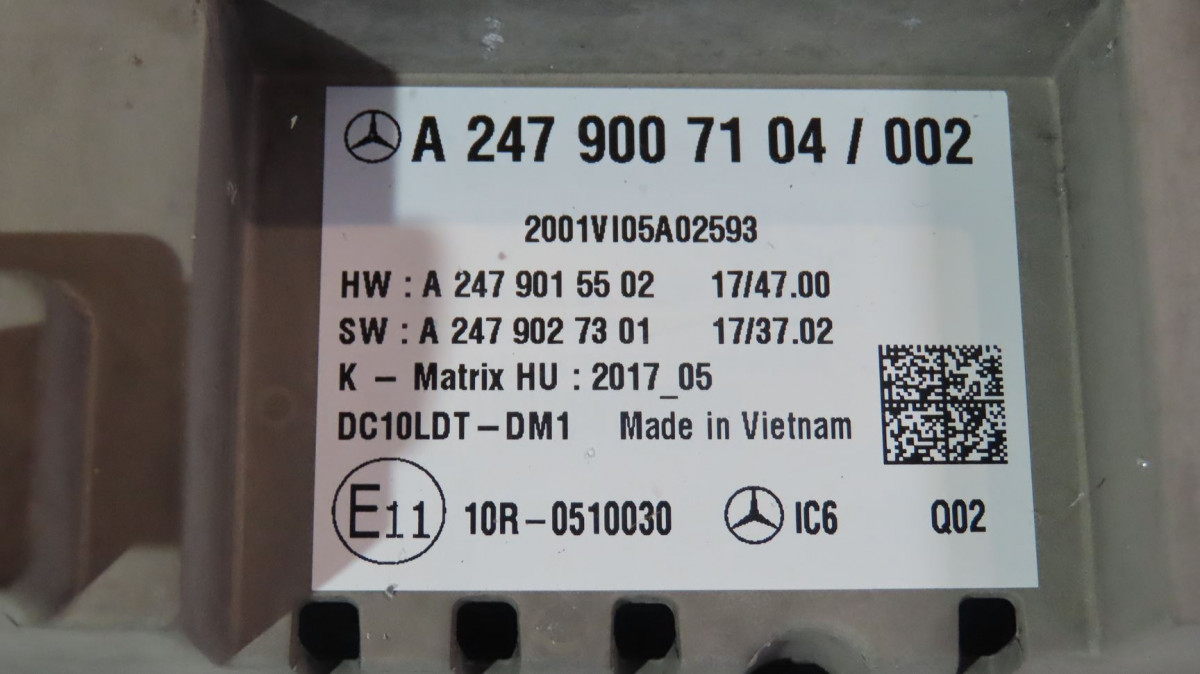 A 247 900 71 04 / 002
2001VI05A02593
HW : A 247 901 55 02 17/47.00
SW : A 247 902 73 01 17/37.02
K - Matrix HU : 2017_05
DC10LDT-DM1 Made in Vietnam
E11 10R-0510030 IC6 Q02